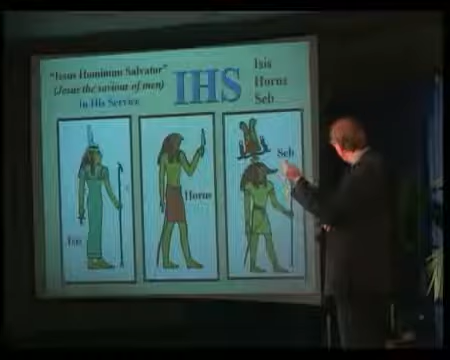 "Iesus Hominum Salvator"
(Jesus the saviour of men)
in His Service
IHS
Isis
Horus
Seb
Isis
Horus
Seb